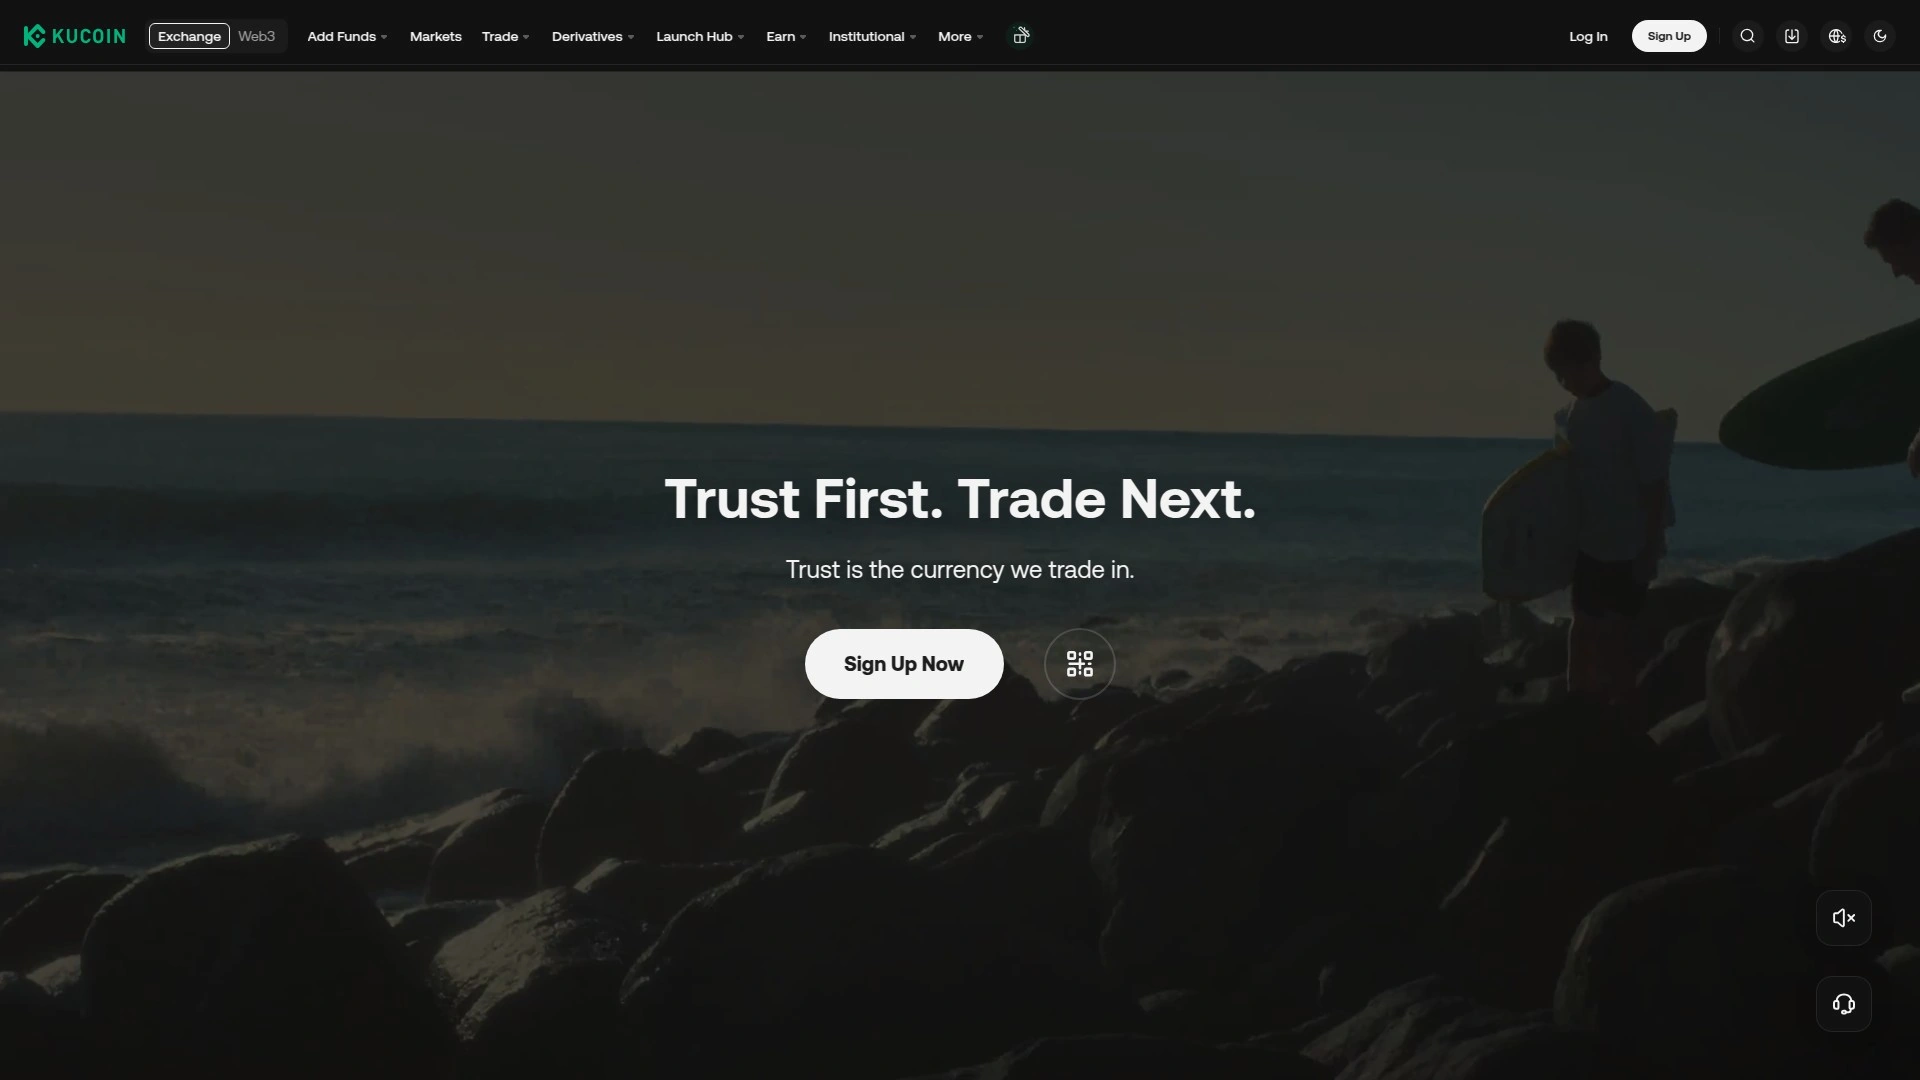 KUCOIN
Exchange
Web3
Add Funds
Markets
Trade
Derivatives
Launch Hub
Earn
Institutional
More
Log In
Sign Up
Trust First. Trade Next.
Trust is the currency we trade in.
Sign Up Now